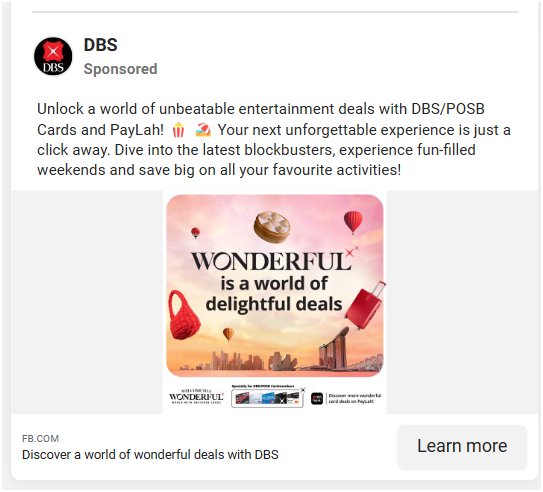 DBS
Sponsored
DBS
Unlock a world of unbeatable entertainment deals with DBS/POSB
Cards and PayLah! 🍿 🏖️ Your next unforgettable experience is just a
click away. Dive into the latest blockbusters, experience fun-filled
weekends and save big on all your favourite activities!
WONDERFUL
is a world of
delightful deals
WELCOME TO A
WONDERFUL
WORLD WITH DBS/POSB CARDS
Specially for DBS/POSB Cardmembers
Discover more wonderful
card deals on PayLah!
FB.COM
Discover a world of wonderful deals with DBS
Learn more